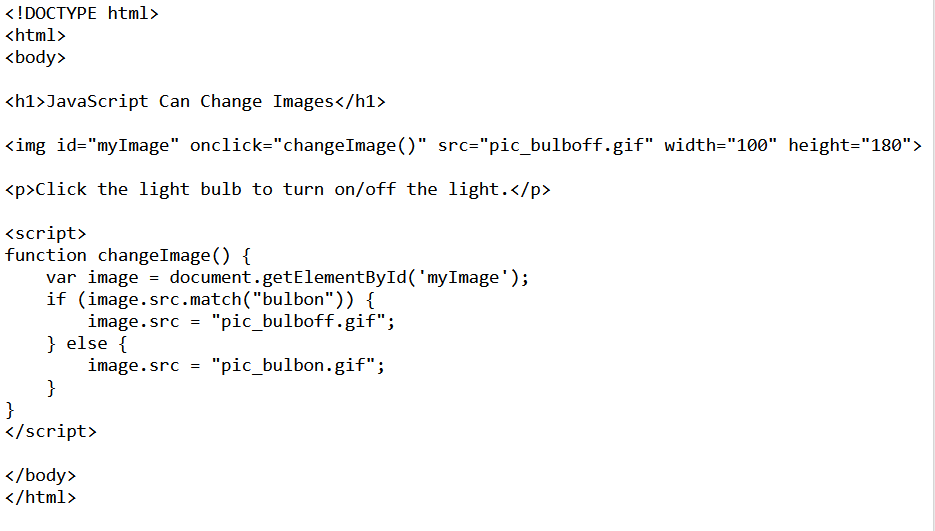 <!DOCTYPE html>
<html>
<body>

<h1>JavaScript Can Change Images</h1>

<img id="myImage" onclick="changeImage()" src="pic_bulboff.gif" width="100" height="180">

<p>Click the light bulb to turn on/off the light.</p>

<script>
function changeImage() {
    var image = document.getElementById('myImage');
    if (image.src.match("bulbon")) {
        image.src = "pic_bulboff.gif";
    } else {
        image.src = "pic_bulbon.gif";
    }
}
</script>

</body>
</html>